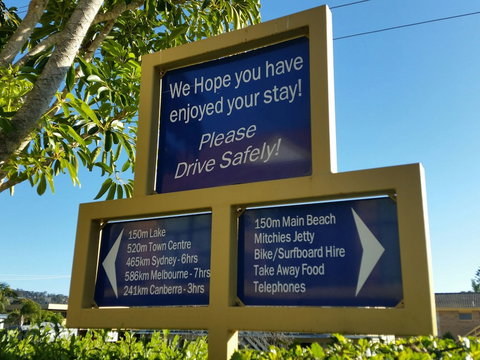 We Hope you have
enjoyed your stay!
Please
Drive Safely!
150m Lake
520m Town Centre
465km Sydney - 6hrs
586km Melbourne - 7hrs
241km Canberra - 3hrs
150m Main Beach
Mitchies Jetty
Bike/Surfboard Hire
Take Away Food
Telephones